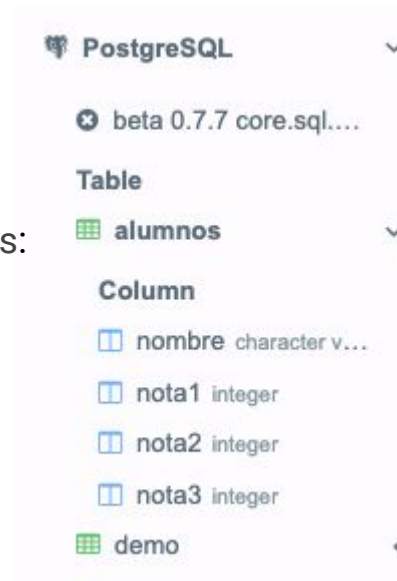 PostgreSQL
beta 0.7.7 core.sql....
Table
s:
alumnos
Column
nombre character v...
nota1 integer
nota2 integer
nota3 integer
demo